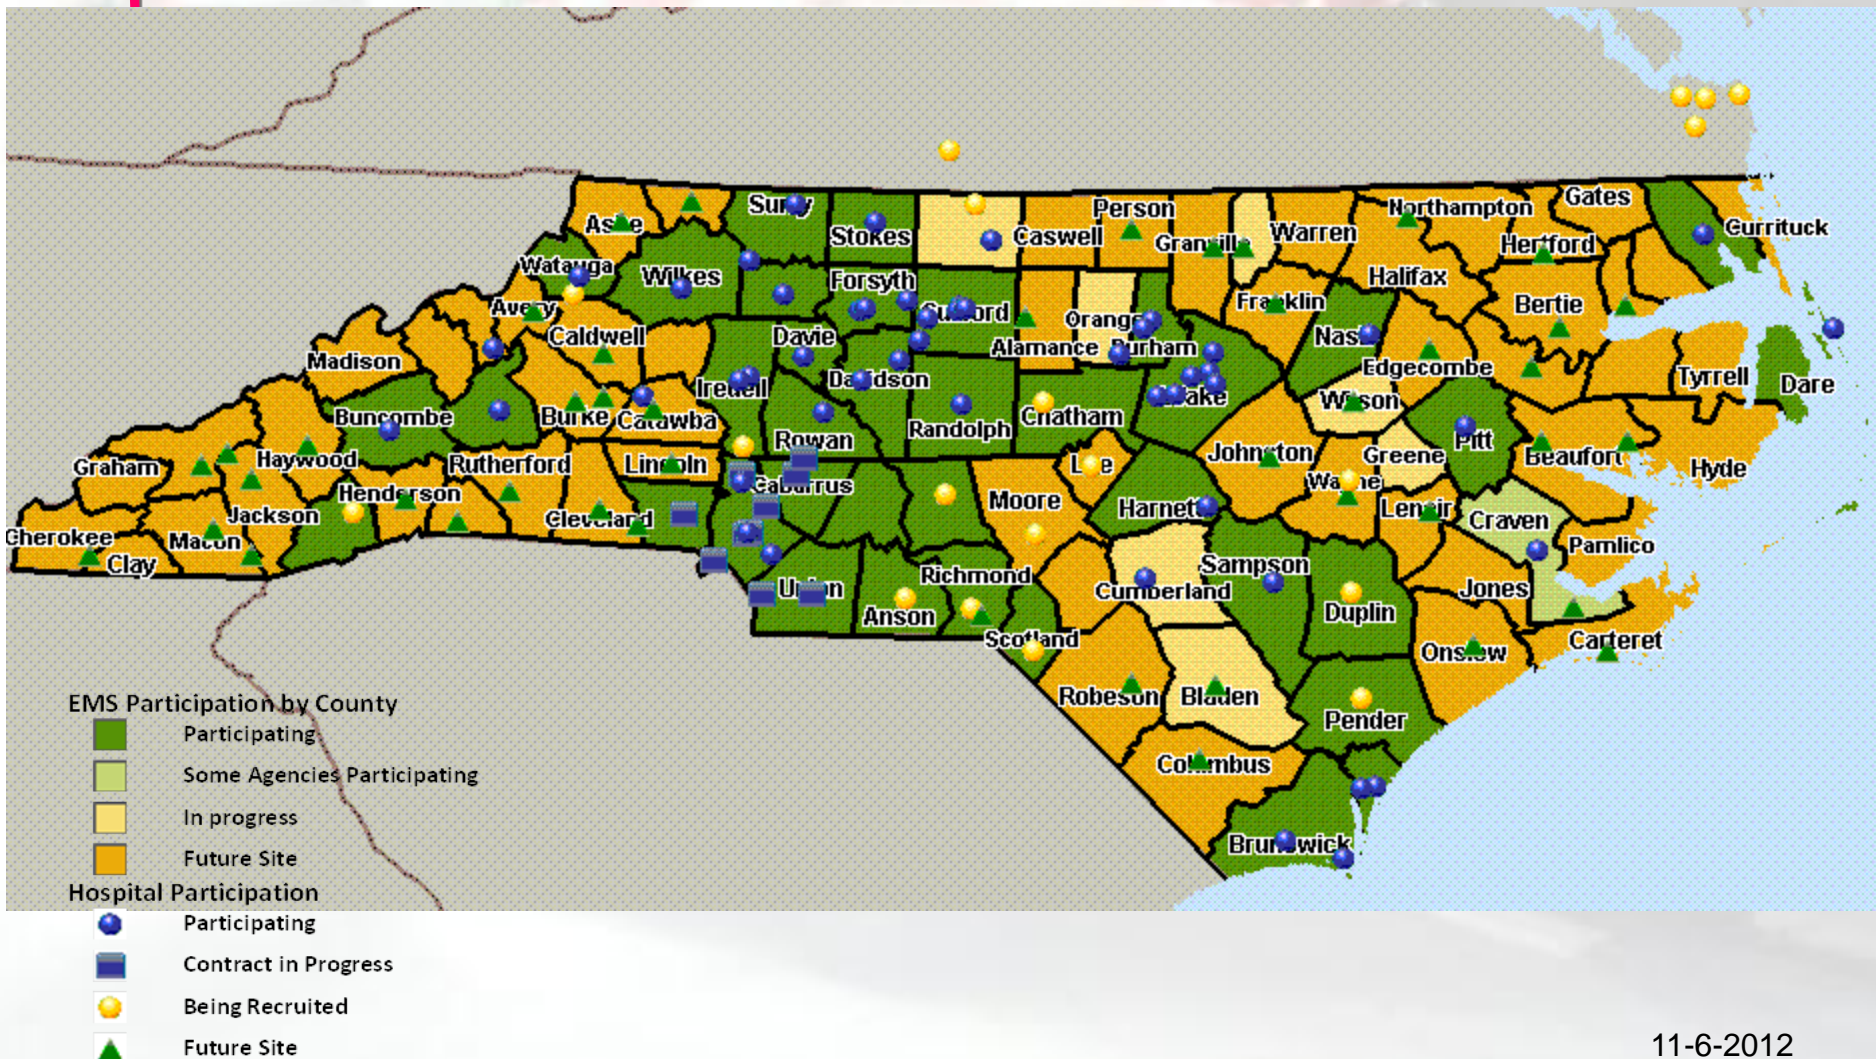 Surry
Stokes
Ashe
Caswell
Person
Granville
Warren
Northampton
Gates
Currituck
Hertford
Halifax
Watauga
Wilkes
Forsyth
Guilford
Orange
Franklin
Bertie
Avery
Caldwell
Davie
Alamance
Durham
Nash
Edgecombe
Tyrrell
Dare
Madison
Iredell
Davidson
Wake
Wilson
Buncombe
Burke
Catawba
Rowan
Randolph
Chatham
Pitt
Graham
Haywood
Rutherford
Lincoln
Lee
Johnston
Greene
Beaufort
Hyde
Henderson
Cabarrus
Moore
Wayne
Cherokee
Jackson
Macon
Clay
Cleveland
Harnett
Lenoir
Craven
Pamlico
Union
Anson
Richmond
Cumberland
Sampson
Duplin
Jones
Scotland
Onslow
Carteret
Robeson
Bladen
Pender
Columbus
Brunswick
EMS Participation by County
Participating
Some Agencies Participating
In progress
Future Site
Hospital Participation
Participating
Contract in Progress
Being Recruited
Future Site
11-6-2012